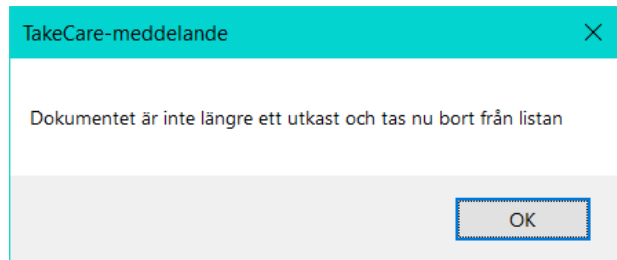 TakeCare-meddelande
Dokumentet är inte längre ett utkast och tas nu bort från listan
OK